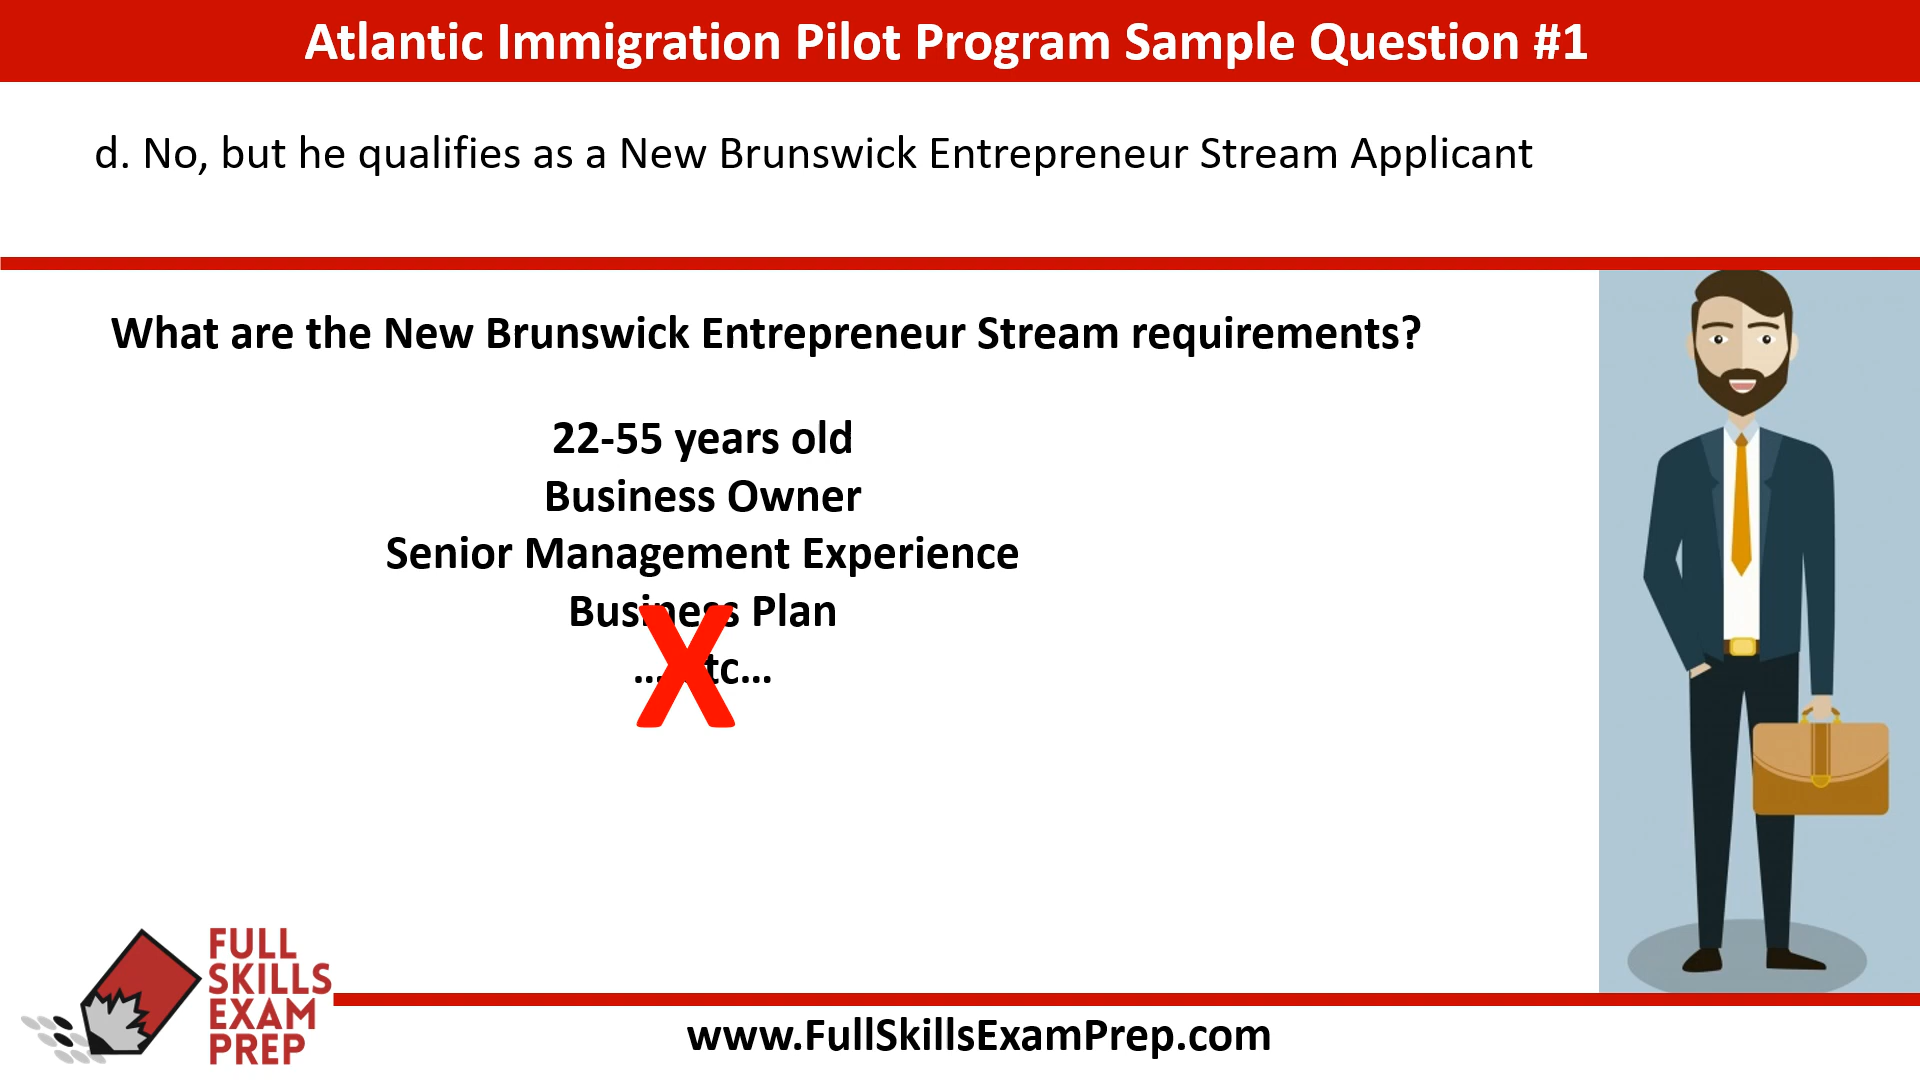 Atlantic Immigration Pilot Program Sample Question #1
d. No, but he qualifies as a New Brunswick Entrepreneur Stream Applicant
What are the New Brunswick Entrepreneur Stream requirements?
22-55 years old
Business Owner
Senior Management Experience
Business Plan
X
FULL
SKILLS
EXAM
PREP
www.FullSkillsExamPrep.com